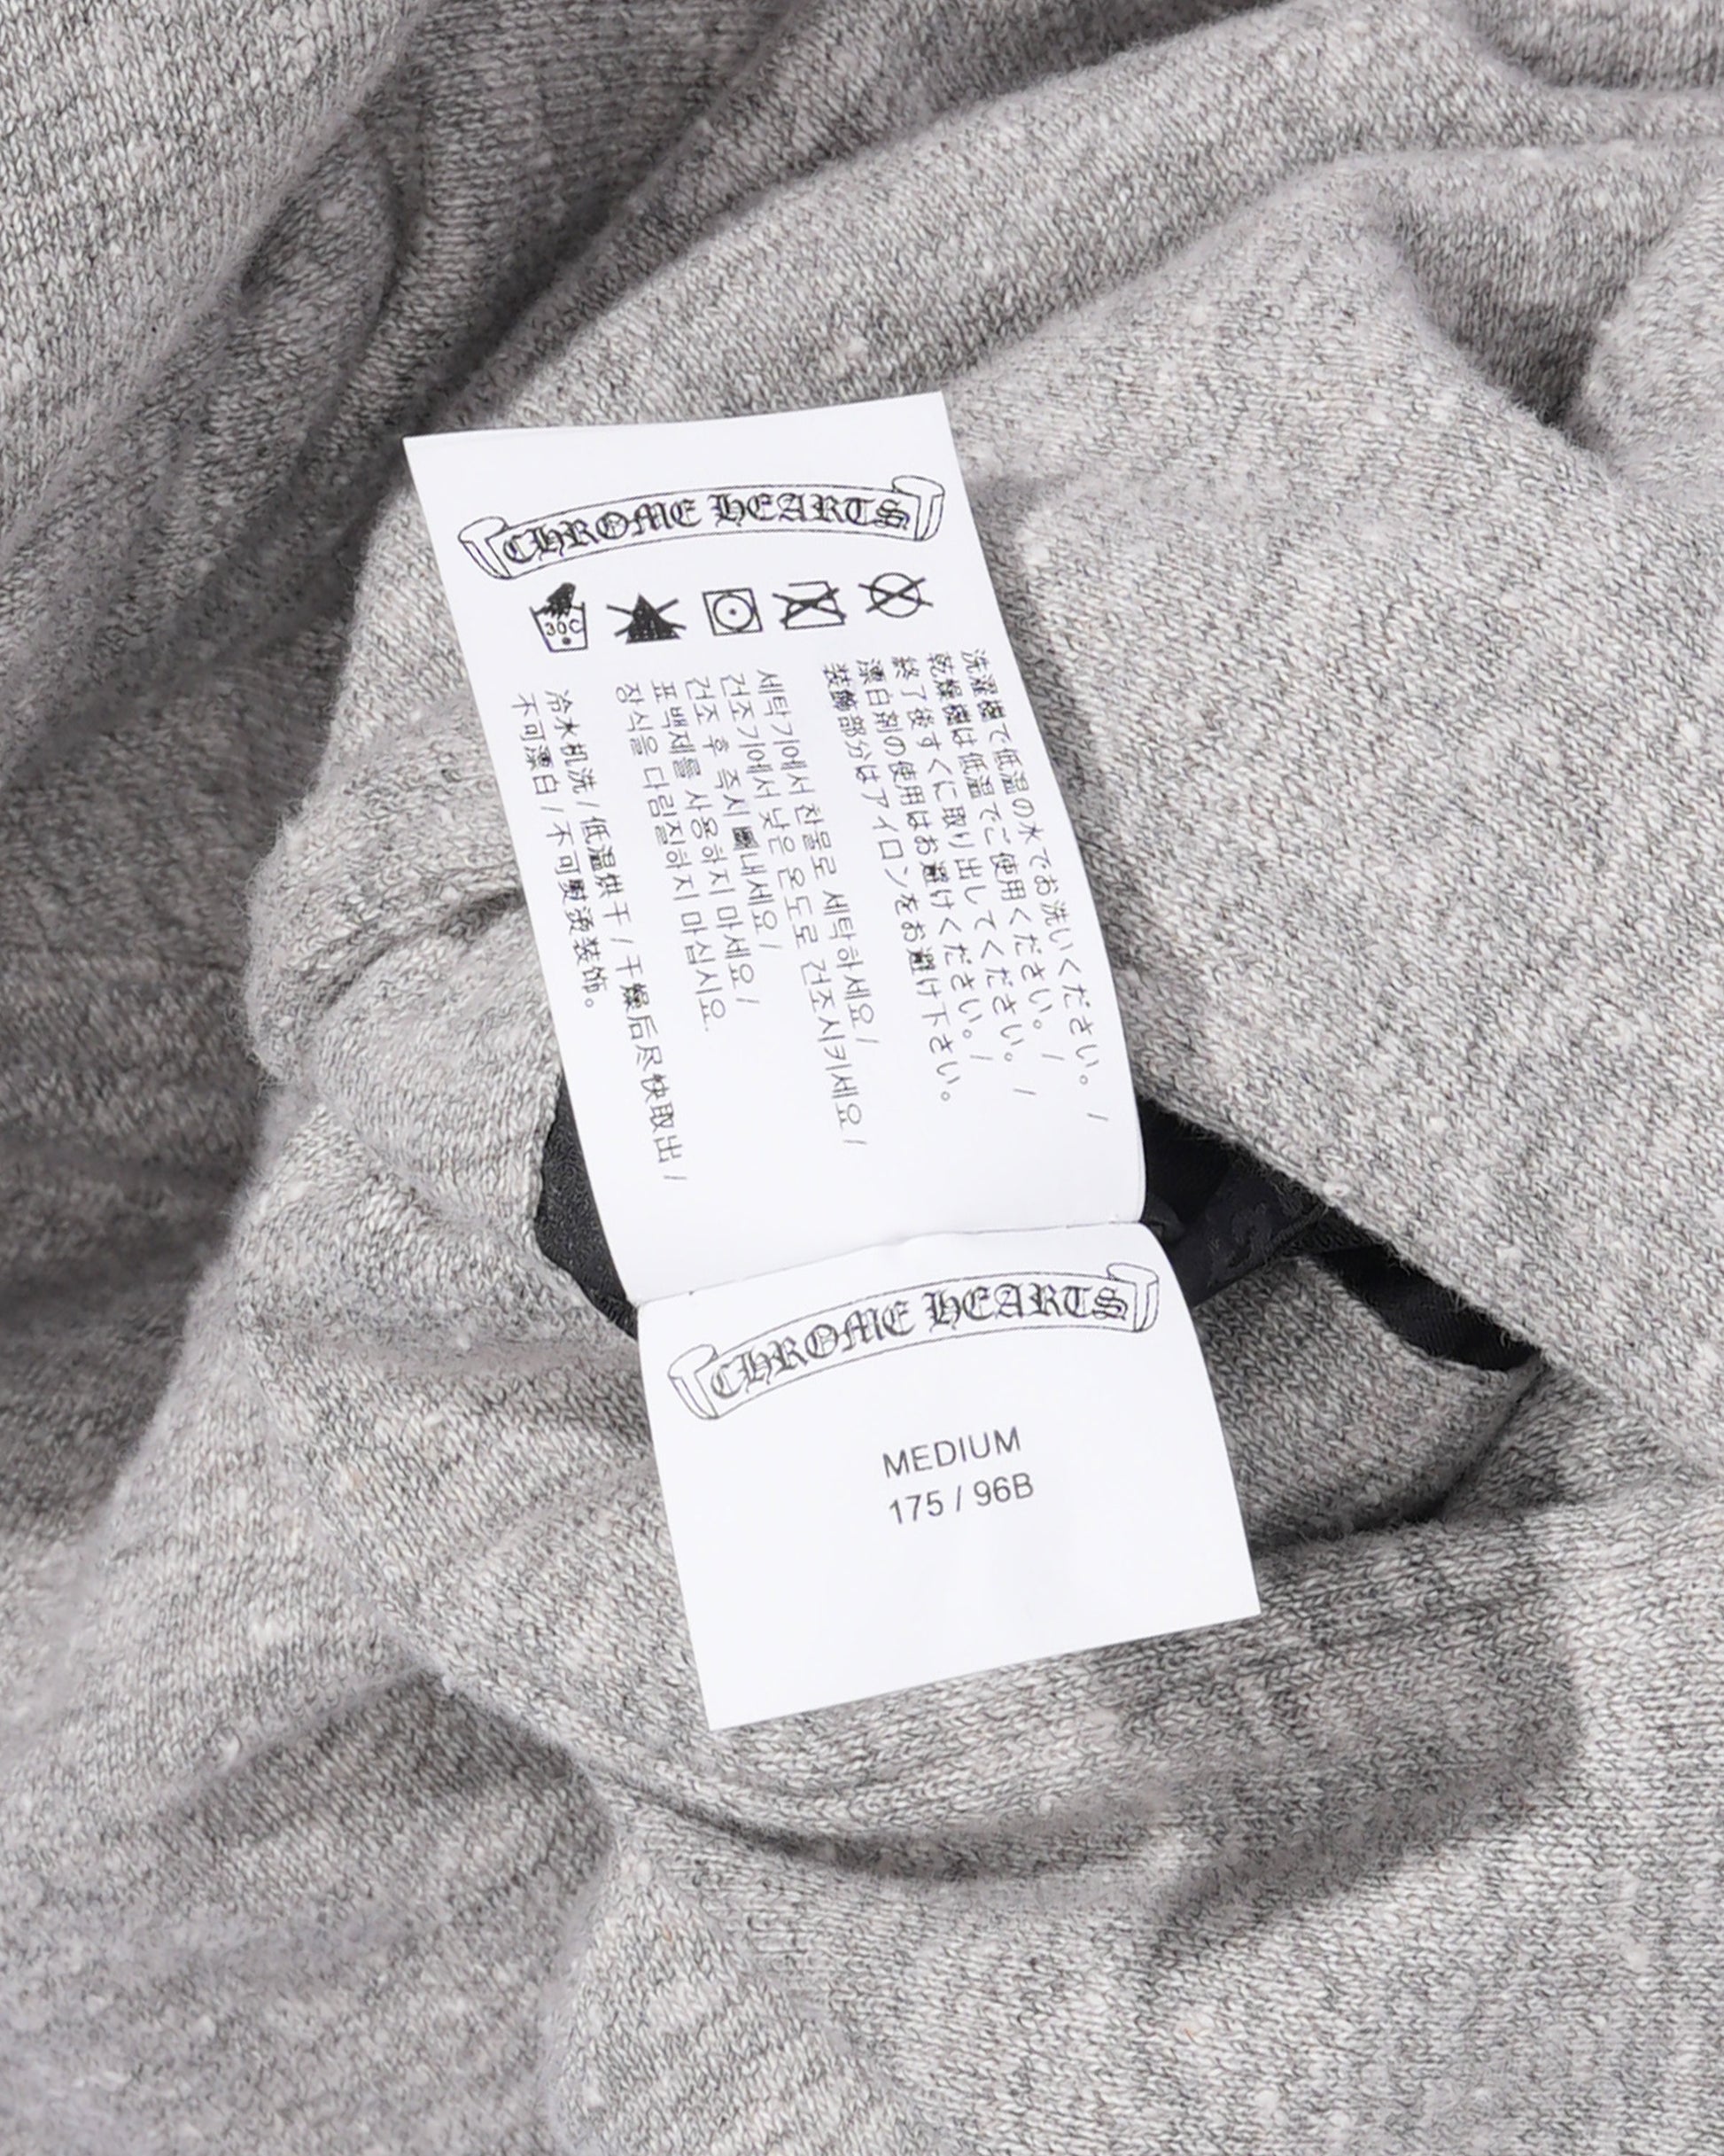 CHROME HEARTS
30C
洗濯機で低温の水でお洗いください。 /
乾燥機は低温でご使用ください。 /
終了後すぐに取り出してください。 /
漂白剤の使用はお避けください。 /
装飾部分はアイロンをお避け下さい。
세탁기에서 찬물로 세탁하세요 /
건조기에서 낮은 온도로 건조시키세요 /
건조 후 즉시 빼내세요 /
표백제를 사용하지 마세요 /
장식을 다림질하지 마십시요.
冷水机洗 / 低温烘干 / 干燥后尽快取出 /
不可漂白 / 不可熨烫装饰。
CHROME HEARTS
MEDIUM
175 / 96B